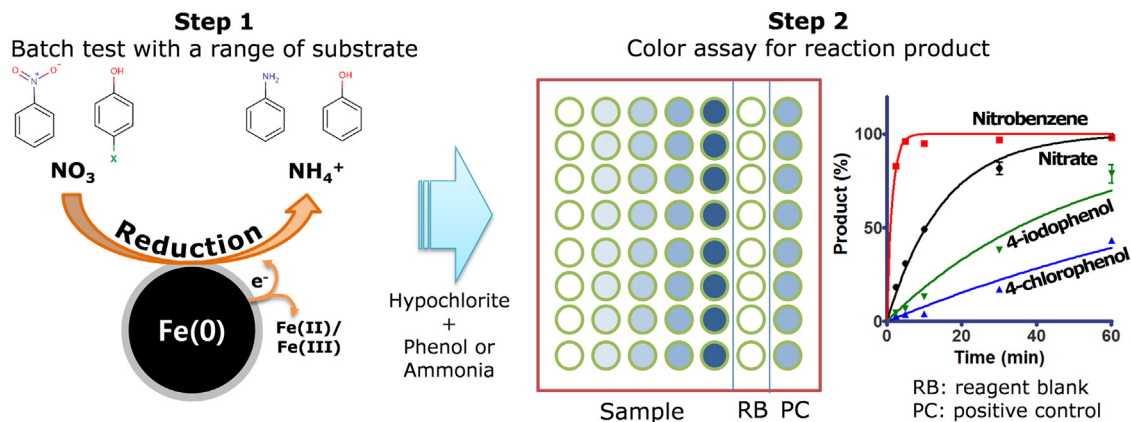 Step 1
Batch test with a range of substrate
O
N+
O-
OH
X
NH2
OH
NO3
NH4+
Reduction
e-
Fe(0)
Fe(II)/
Fe(III)
Hypochlorite
+
Phenol or
Ammonia
Step 2
Color assay for reaction product
Sample
RB
PC
Product (%)
100
50
0
Nitrobenzene
Nitrate
4-iodophenol
4-chlorophenol
0
20
40
60
Time (min)
RB: reagent blank
PC: positive control